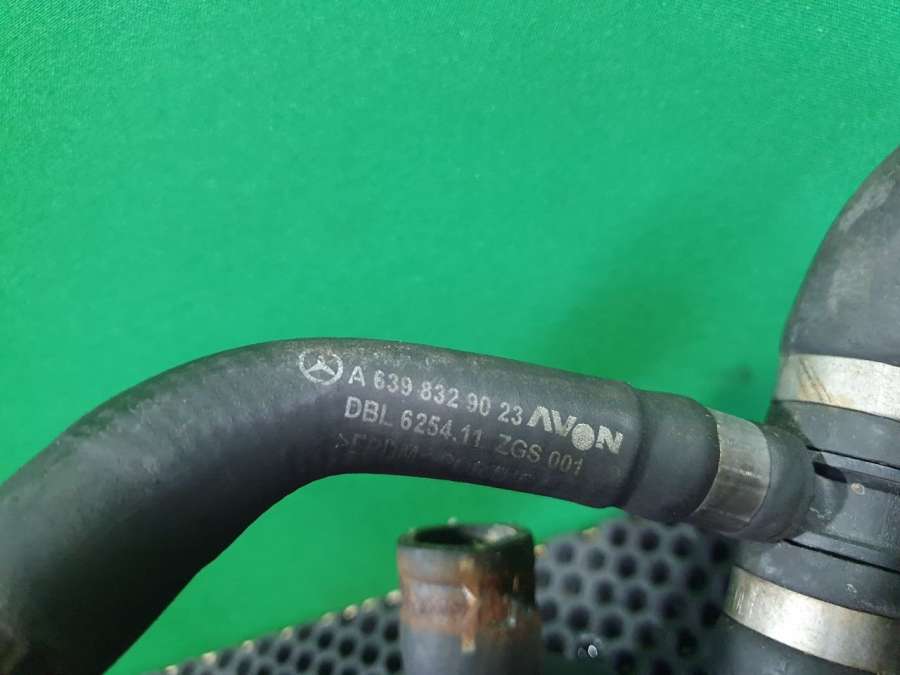 A 639 832 90 23 AVON
DBL 6254.11 ZGS 001